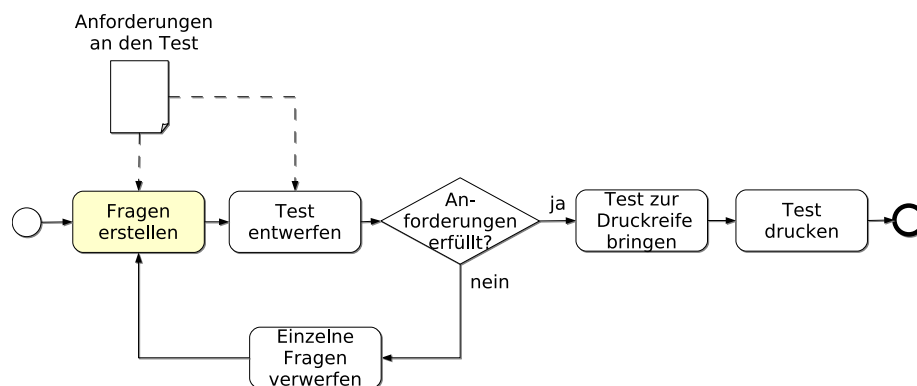 Anforderungen
an den Test
Fragen
erstellen
Test
entwerfen
An-
forderungen
erfüllt?
ja
Test zur
Druckreife
bringen
Test
drucken
nein
Einzelne
Fragen
verwerfen